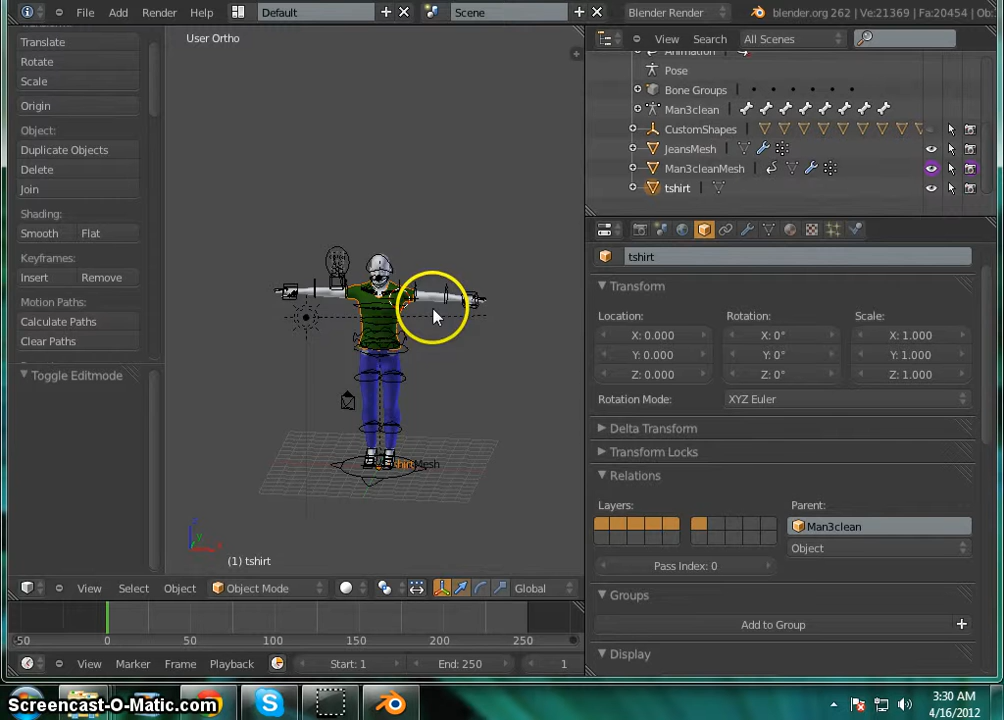 File Add Render Help Default Scene Blender Render blender.org 262 | Ve:21369 | Fa:20454 | Ob:
Translate
Rotate
Scale
Origin
Object:
Duplicate Objects
Delete
Join
Shading:
Smooth Flat
Keyframes:
Insert Remove
Motion Paths:
Calculate Paths
Clear Paths
Toggle Editmode
User Ortho
(1) tshirt
View Select Object Object Mode Global
View Search All Scenes
Animation
Pose
Bone Groups
Man3clean
CustomShapes
JeansMesh
Man3cleanMesh
tshirt
tshirt
Transform
Location: Rotation: Scale:
X: 0.000 X: 0° X: 1.000
Y: 0.000 Y: 0° Y: 1.000
Z: 0.000 Z: 0° Z: 1.000
Rotation Mode: XYZ Euler
Delta Transform
Transform Locks
Relations
Layers: Parent:
Man3clean
Object
Pass Index: 0
Groups
Add to Group
Display
-50 0 50 100 150 200 250
View Marker Frame Playback Start: 1 End: 250 1
Screencast-O-Matic.com
3:30 AM
4/16/2012